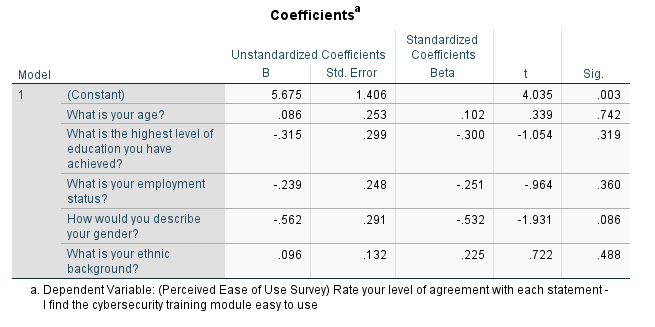 Coefficientsa
Unstandardized Coefficients Standardized Coefficients
Model B Std. Error Beta t Sig.
1 (Constant) 5.675 1.406 4.035 .003
What is your age? .086 .253 .102 .339 .742
What is the highest level of education you have achieved? -.315 .299 -.300 -1.054 .319
What is your employment status? -.239 .248 -.251 -.964 .360
How would you describe your gender? -.562 .291 -.532 -1.931 .086
What is your ethnic background? .096 .132 .225 .722 .488
a. Dependent Variable: (Perceived Ease of Use Survey) Rate your level of agreement with each statement -
I find the cybersecurity training module easy to use